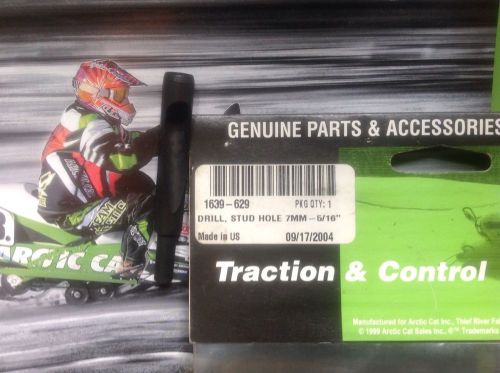 GENUINE PARTS & ACCESSORIES
1639-629 PKG QTY: 1
DRILL, STUD HOLE 7MM-5/16"
Made in US 09/17/2004
ARCTIC CA
Traction & Control
Manufactured for Arctic Cat Inc., Thief River Fa
© 1999 Arctic Cat Sales Inc., ®™ Trademarks